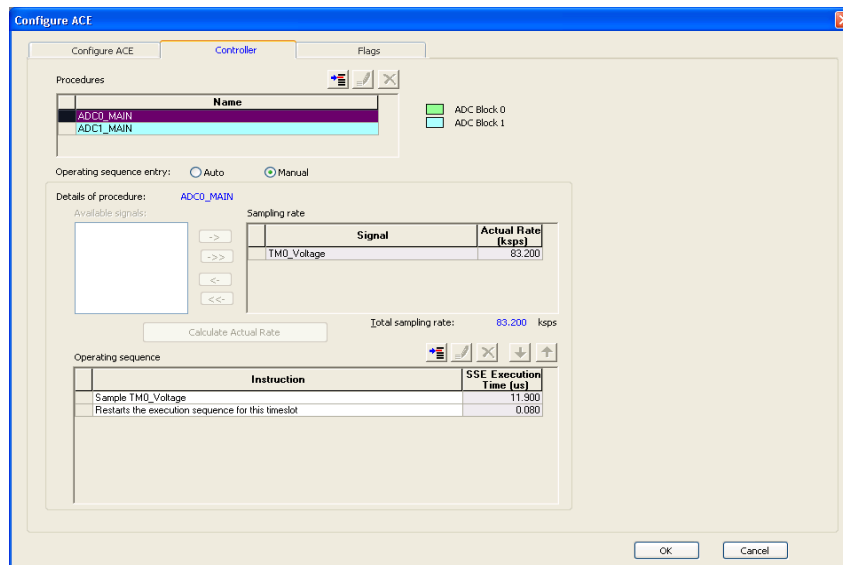 Configure ACE
Configure ACE Controller Flags
Procedures
Name
ADC0_MAIN
ADC1_MAIN
ADC Block 0
ADC Block 1
Operating sequence entry: Auto Manual
Details of procedure: ADC0_MAIN
Available signals:
Sampling rate
Signal Actual Rate (ksps)
TM0_Voltage 83.200
->
->>
<-
<<-
Calculate Actual Rate
Total sampling rate: 83.200 ksps
Operating sequence
Instruction SSE Execution Time (us)
Sample TM0_Voltage 11.900
Restarts the execution sequence for this timeslot 0.080
OK Cancel